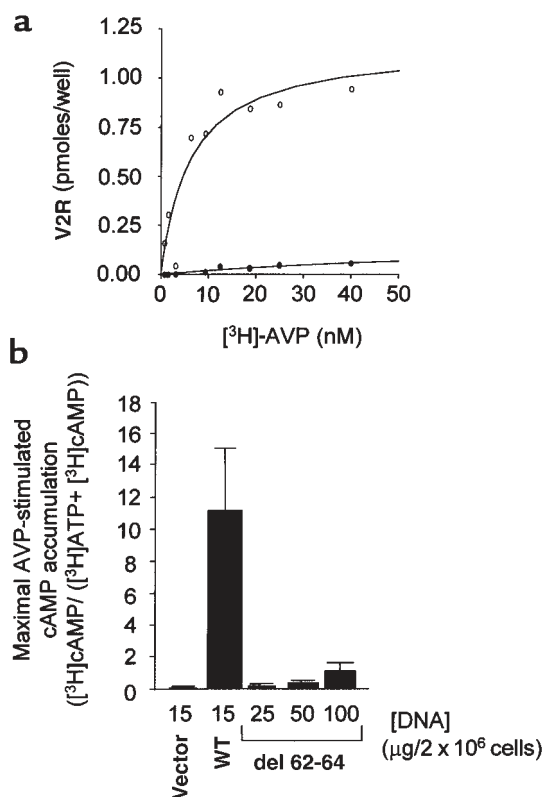 a
1.25
1.00
0.75
0.50
0.25
0.00
V2R (pmoles/well)
0 10 20 30 40 50
[³H]-AVP (nM)
b
Maximal AVP-stimulated
cAMP accumulation
([³H]cAMP/ ([³H]ATP+ [³H]cAMP))
18
16
14
12
10
8
6
4
2
0
15 15 25 50 100
[DNA]
(µg/2 x 10⁶ cells)
Vector
WT
del 62-64